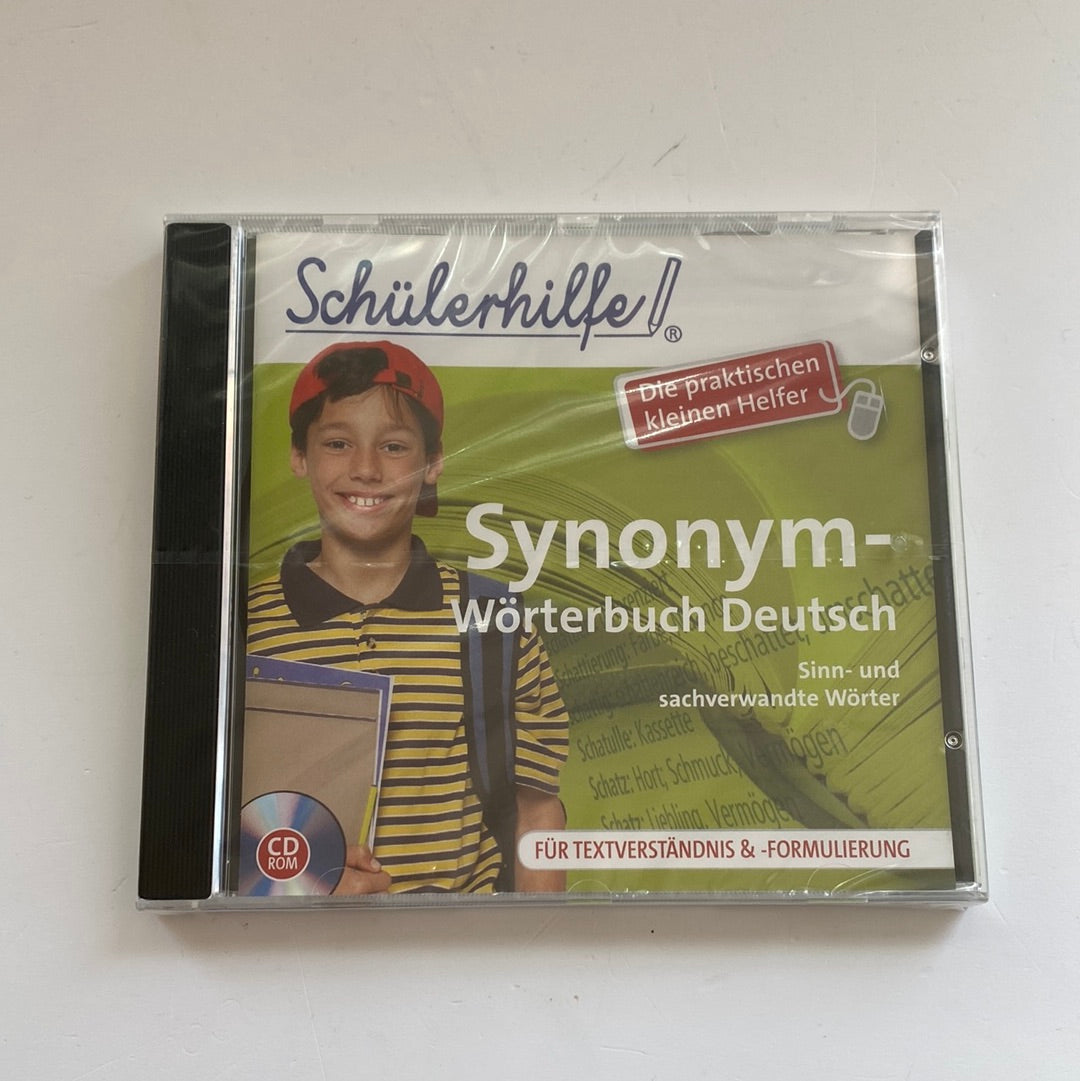 Schülerhilfe!
®
Die praktischen
kleinen Helfer
Synonym-
Wörterbuch Deutsch
Sinn- und
sachverwandte Wörter
Schatulle: Kassette
Schatz: Hort; Schmuck, Vermögen
Schatz: Liebling, Vermögen
FÜR TEXTVERSTÄNDNIS & -FORMULIERUNG
CD
ROM